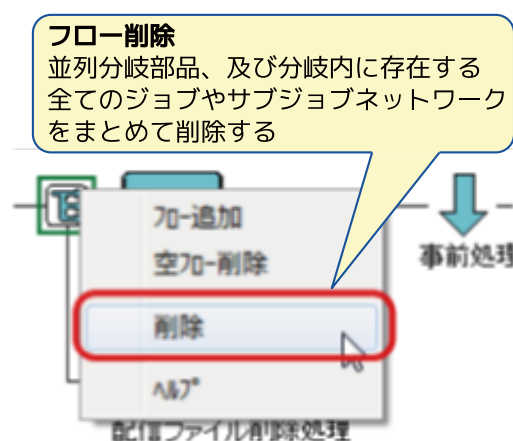 フロー削除
並列分岐部品、及び分岐内に存在する
全てのジョブやサブジョブネットワーク
をまとめて削除する
ﾌﾛｰ追加
空ﾌﾛｰ削除
事前処理
削除
ﾍﾙﾌﾟ
配信ファイル削除処理